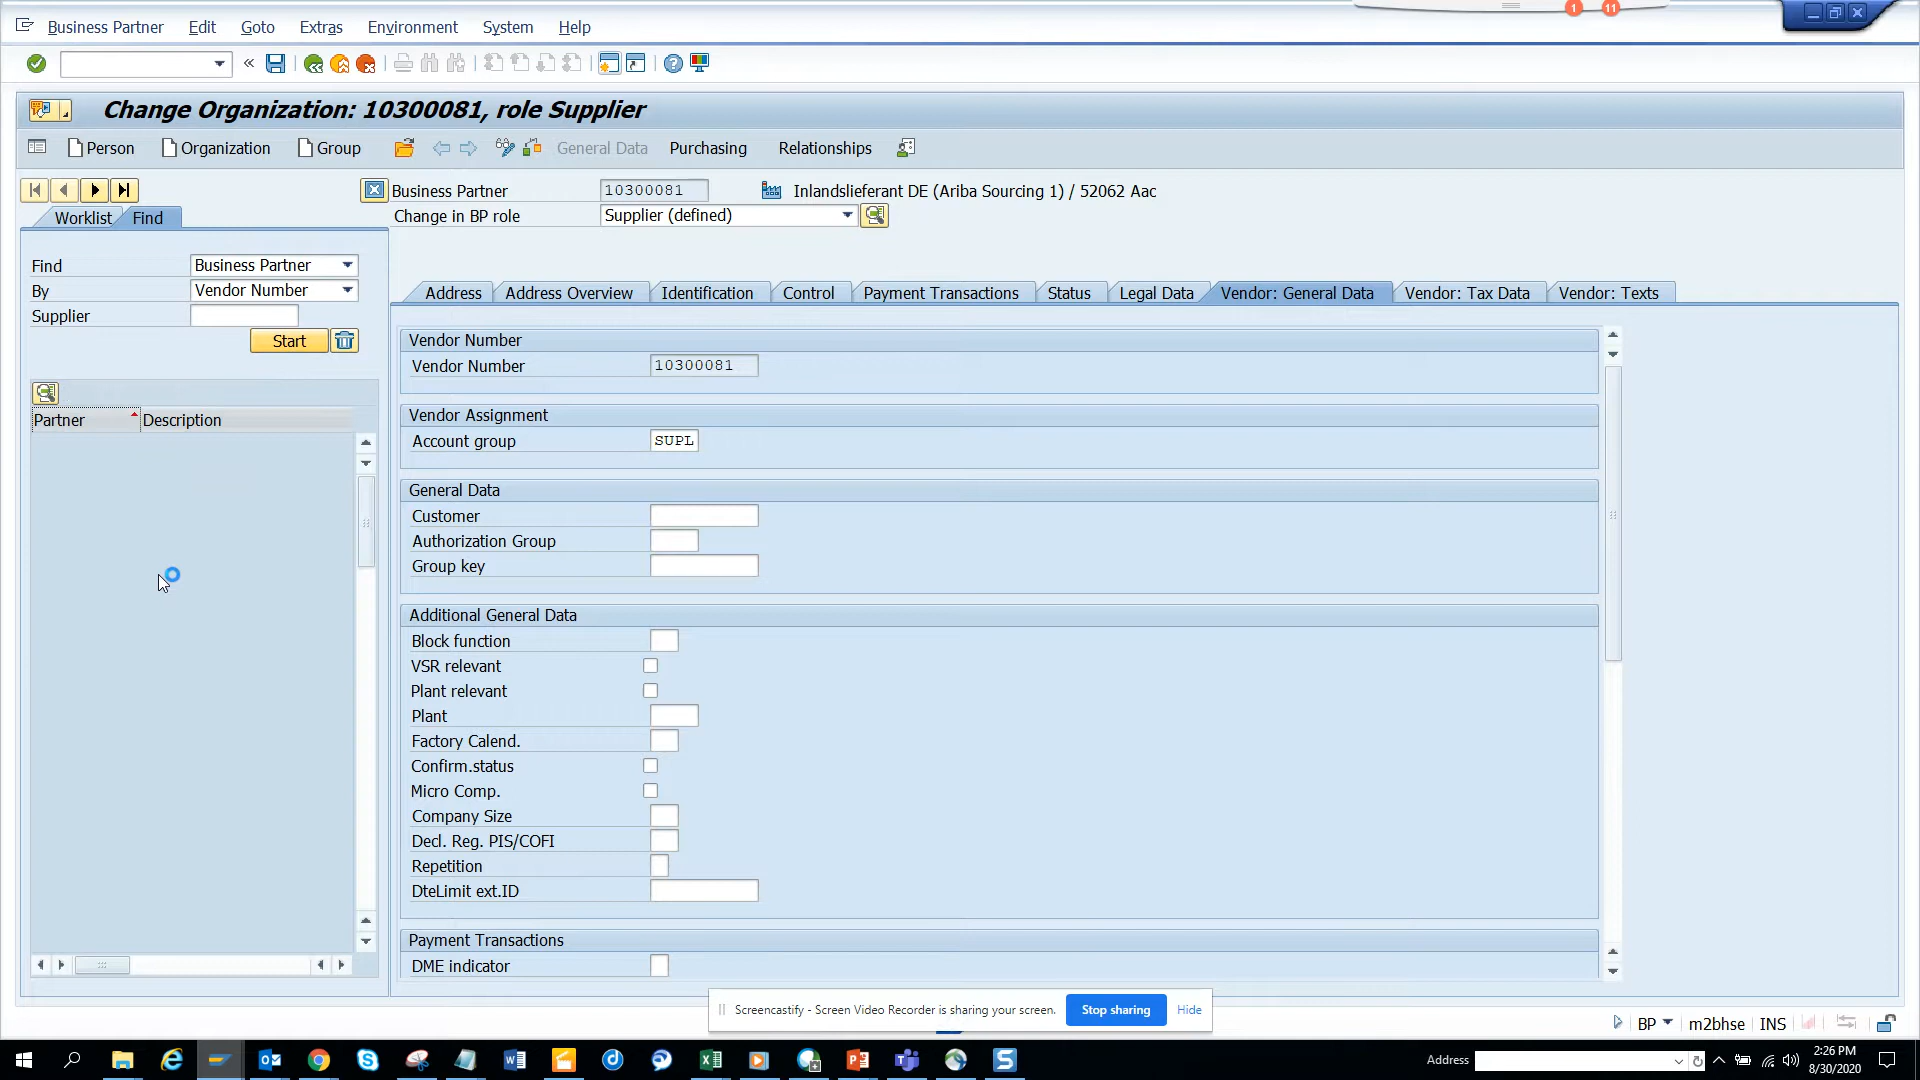 1 11
Business Partner Edit Goto Extras Environment System Help
Change Organization: 10300081, role Supplier
Person Organization Group General Data Purchasing Relationships
Business Partner 10300081 Inlandslieferant DE (Ariba Sourcing 1) / 52062 Aac
Change in BP role Supplier (defined)
Worklist Find
Find Business Partner
By Vendor Number
Supplier
Start
Partner Description
Address Address Overview Identification Control Payment Transactions Status Legal Data Vendor: General Data Vendor: Tax Data Vendor: Texts
Vendor Number
Vendor Number 10300081
Vendor Assignment
Account group SUPL
General Data
Customer
Authorization Group
Group key
Additional General Data
Block function
VSR relevant
Plant relevant
Plant
Factory Calend.
Confirm.status
Micro Comp.
Company Size
Decl. Reg. PIS/COFI
Repetition
DteLimit ext.ID
Payment Transactions
DME indicator
Screencastify - Screen Video Recorder is sharing your screen. Stop sharing Hide
BP m2bhse INS
Address
2:26 PM
8/30/2020